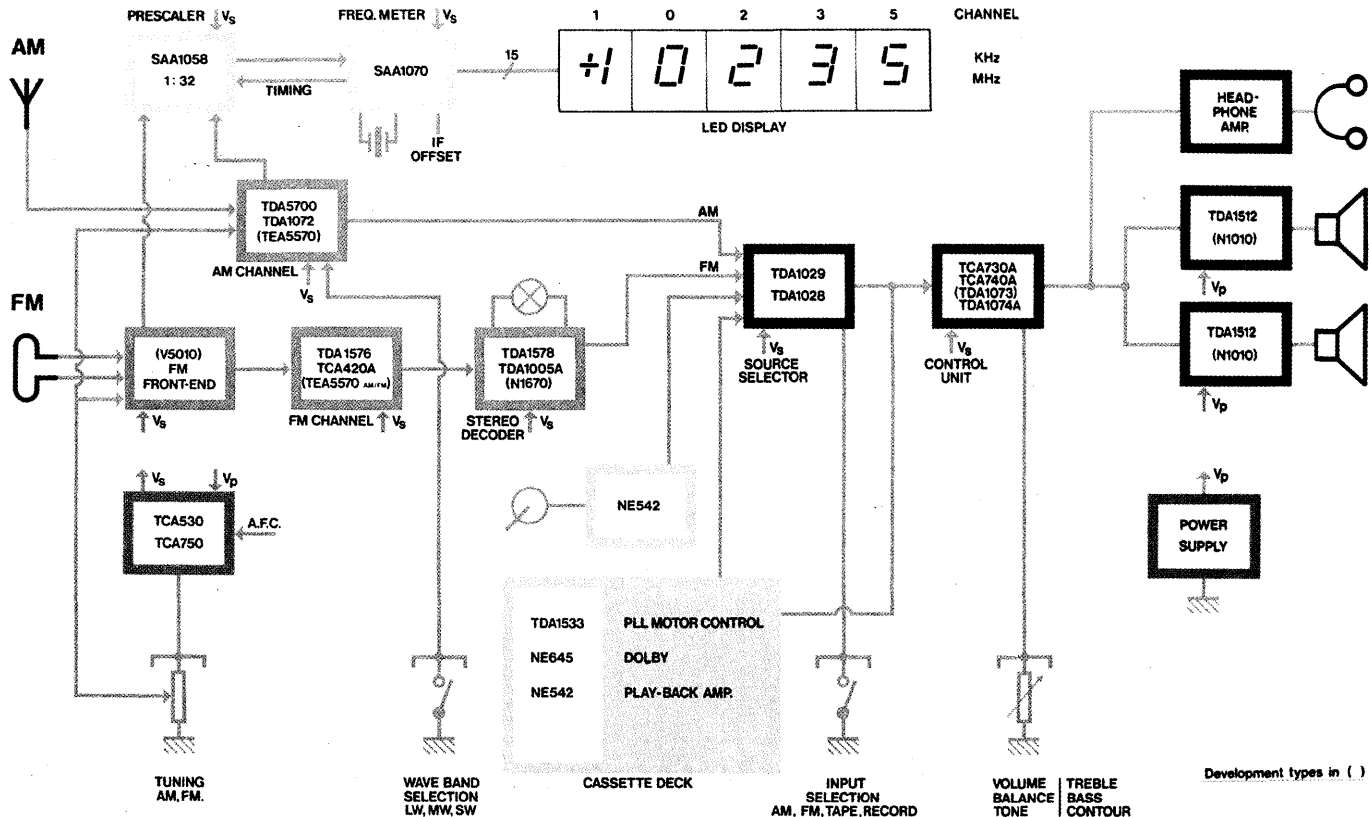 PRESCALER Vs
FREQ. METER Vs
1 0 2 3 5 CHANNEL
AM
SAA1058
1:32
TIMING
SAA1070
15
+1 0 2 3 5
KHz
MHz
LED DISPLAY
IF
OFFSET
HEAD-
PHONE
AMP.
TDA5700
TDA1072
(TEA5570)
AM CHANNEL
Vs
AM
FM
TDA1029
TDA1028
Vs
SOURCE
SELECTOR
TCA730A
TCA740A
(TDA1073)
TDA1074A
Vs
CONTROL
UNIT
TDA1512
(N1010)
Vp
TDA1512
(N1010)
Vp
FM
(V5010)
FM
FRONT-END
Vs
TDA1576
TCA420A
(TEA5570 AM/FM)
FM CHANNEL Vs
TDA1578
TDA1005A
(N1670)
STEREO
DECODER Vs
Vs Vp
TCA530
TCA750
A.F.C.
NE542
Vp
POWER
SUPPLY
TDA1533 PLL MOTOR CONTROL
NE645 DOLBY
NE542 PLAY-BACK AMP.
TUNING
AM, FM.
WAVE BAND
SELECTION
LW, MW, SW
CASSETTE DECK
INPUT
SELECTION
AM, FM, TAPE, RECORD
VOLUME TREBLE
BALANCE BASS
TONE CONTOUR
Development types in ( )